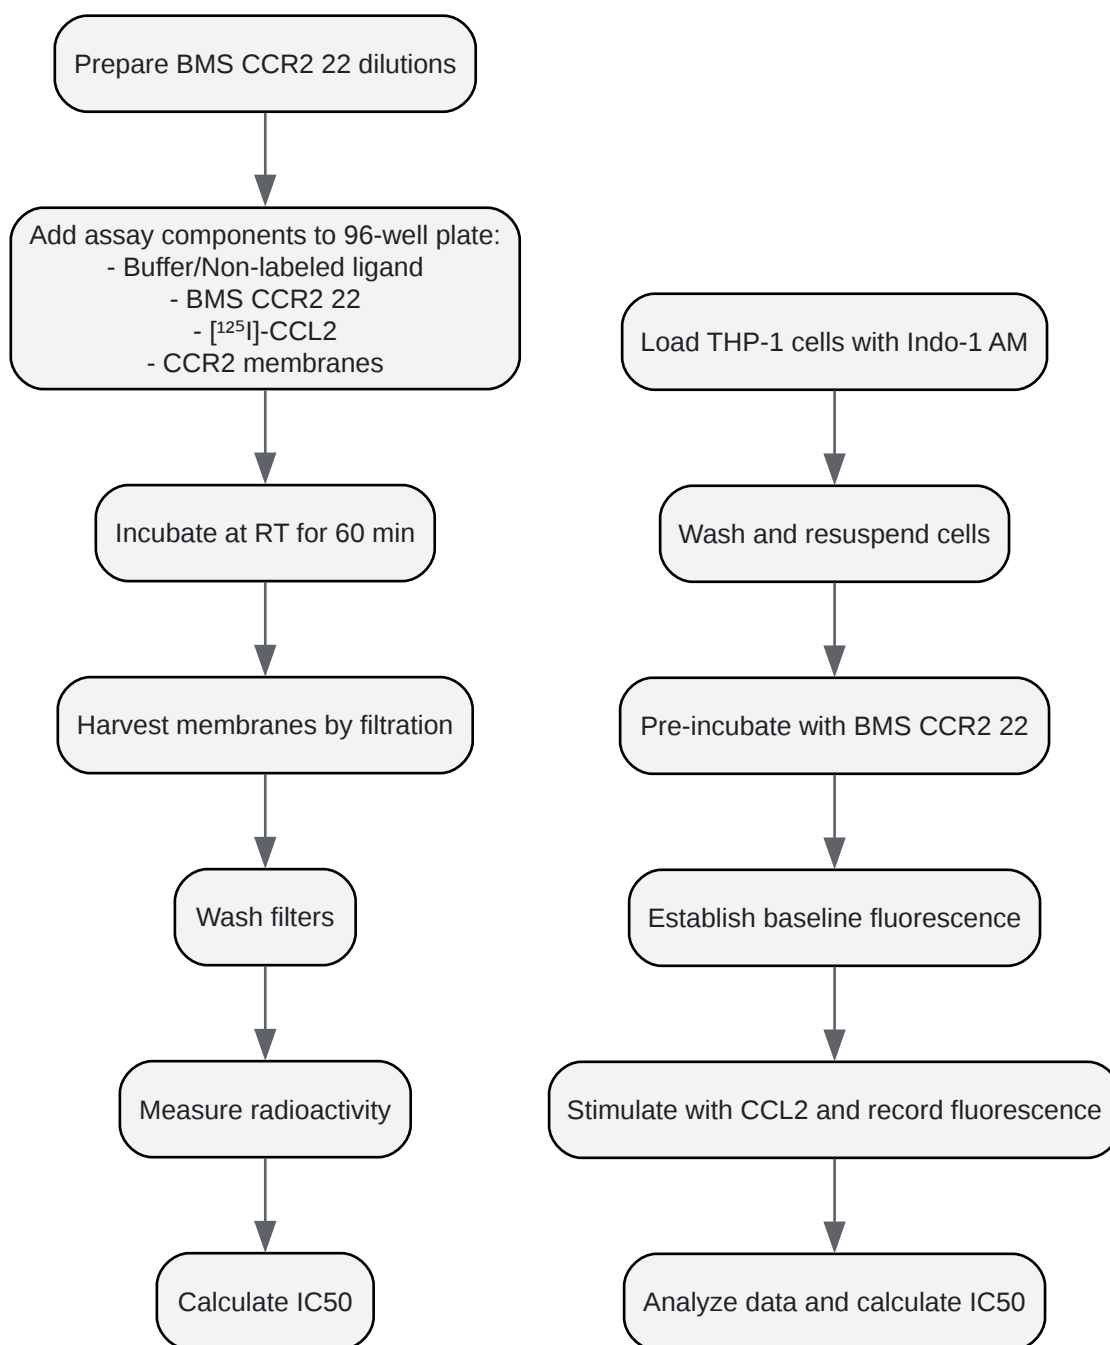 Prepare BMS CCR2 22 dilutions
Add assay components to 96-well plate:
- Buffer/Non-labeled ligand
- BMS CCR2 22
- [¹²⁵I]-CCL2
- CCR2 membranes
Incubate at RT for 60 min
Harvest membranes by filtration
Wash filters
Measure radioactivity
Calculate IC50
Load THP-1 cells with Indo-1 AM
Wash and resuspend cells
Pre-incubate with BMS CCR2 22
Establish baseline fluorescence
Stimulate with CCL2 and record fluorescence
Analyze data and calculate IC50